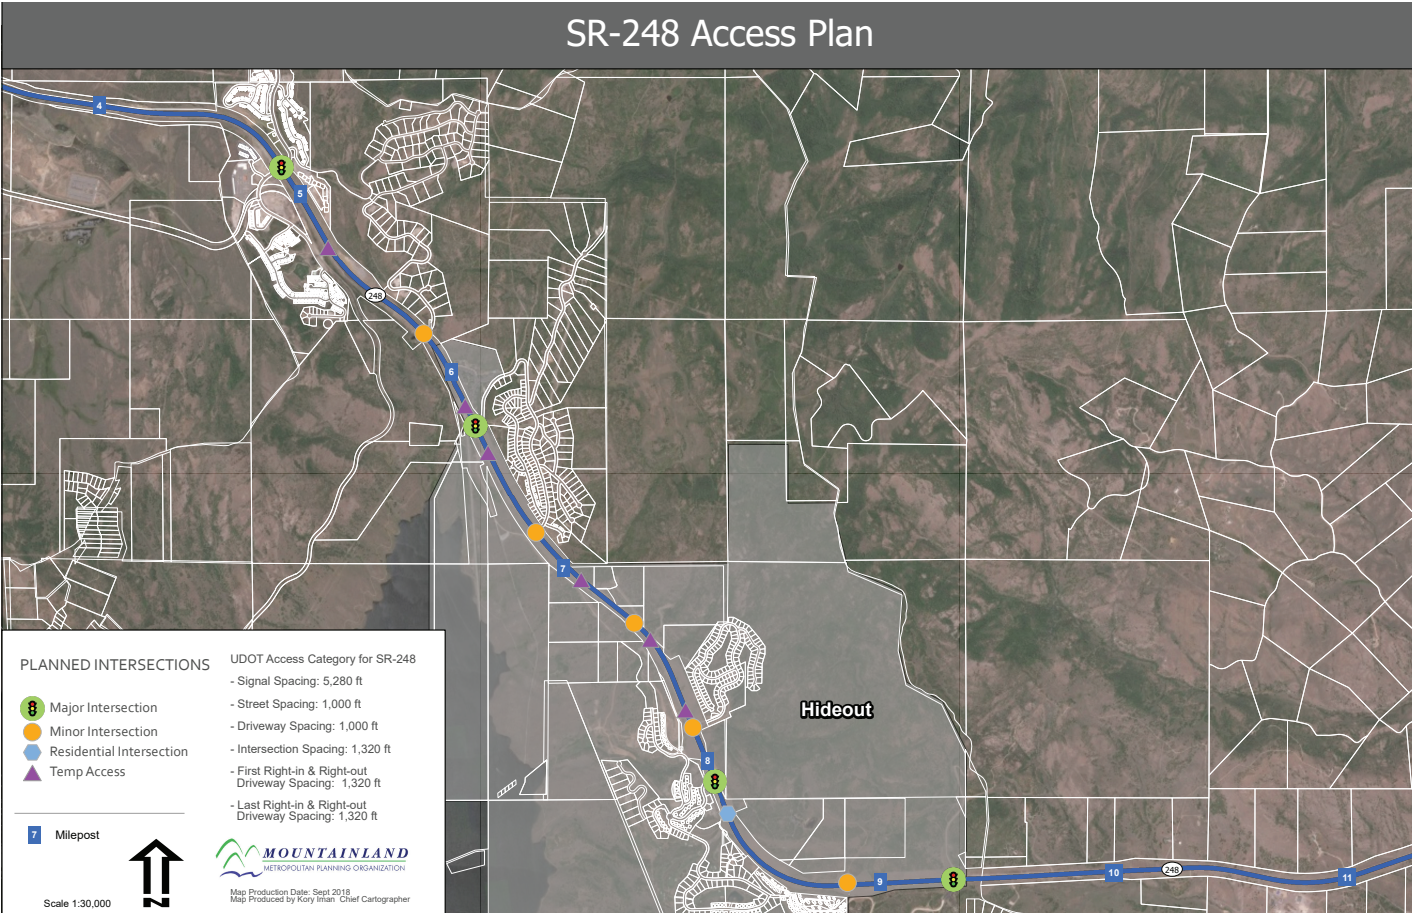 SR-248 Access Plan
4
5
248
6
7
Hideout
8
9
10
248
11
PLANNED INTERSECTIONS
Major Intersection
Minor Intersection
Residential Intersection
Temp Access
7 Milepost
Scale 1:30,000
N
UDOT Access Category for SR-248
- Signal Spacing: 5,280 ft
- Street Spacing: 1,000 ft
- Driveway Spacing: 1,000 ft
- Intersection Spacing: 1,320 ft
- First Right-in & Right-out
Driveway Spacing: 1,320 ft
- Last Right-in & Right-out
Driveway Spacing: 1,320 ft
MOUNTAINLAND
METROPOLITAN PLANNING ORGANIZATION
Map Production Date: Sept 2018
Map Produced by Kory Iman Chief Cartographer